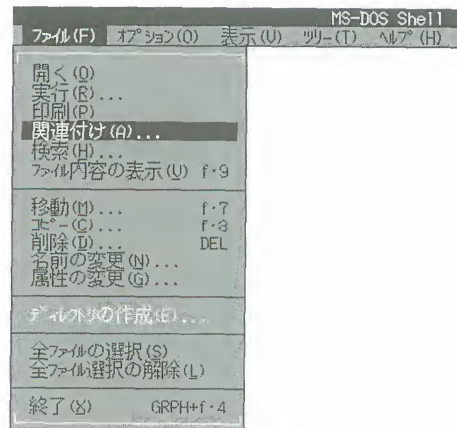 MS-DOS Shell
ファイル(F) オプション(O) 表示(V) ツリー(T) ヘルプ(H)
開く(O)
実行(R)...
印刷(P)
関連付け(A)...
検索(H)...
ファイル内容の表示(V) f・9
移動(M)... f・7
コピー(C)... f・8
削除(D)... DEL
名前の変更(N)...
属性の変更(G)...
ディレクトリの作成(E)...
全ファイルの選択(S)
全ファイル選択の解除(L)
終了(X) GRPH+f・4